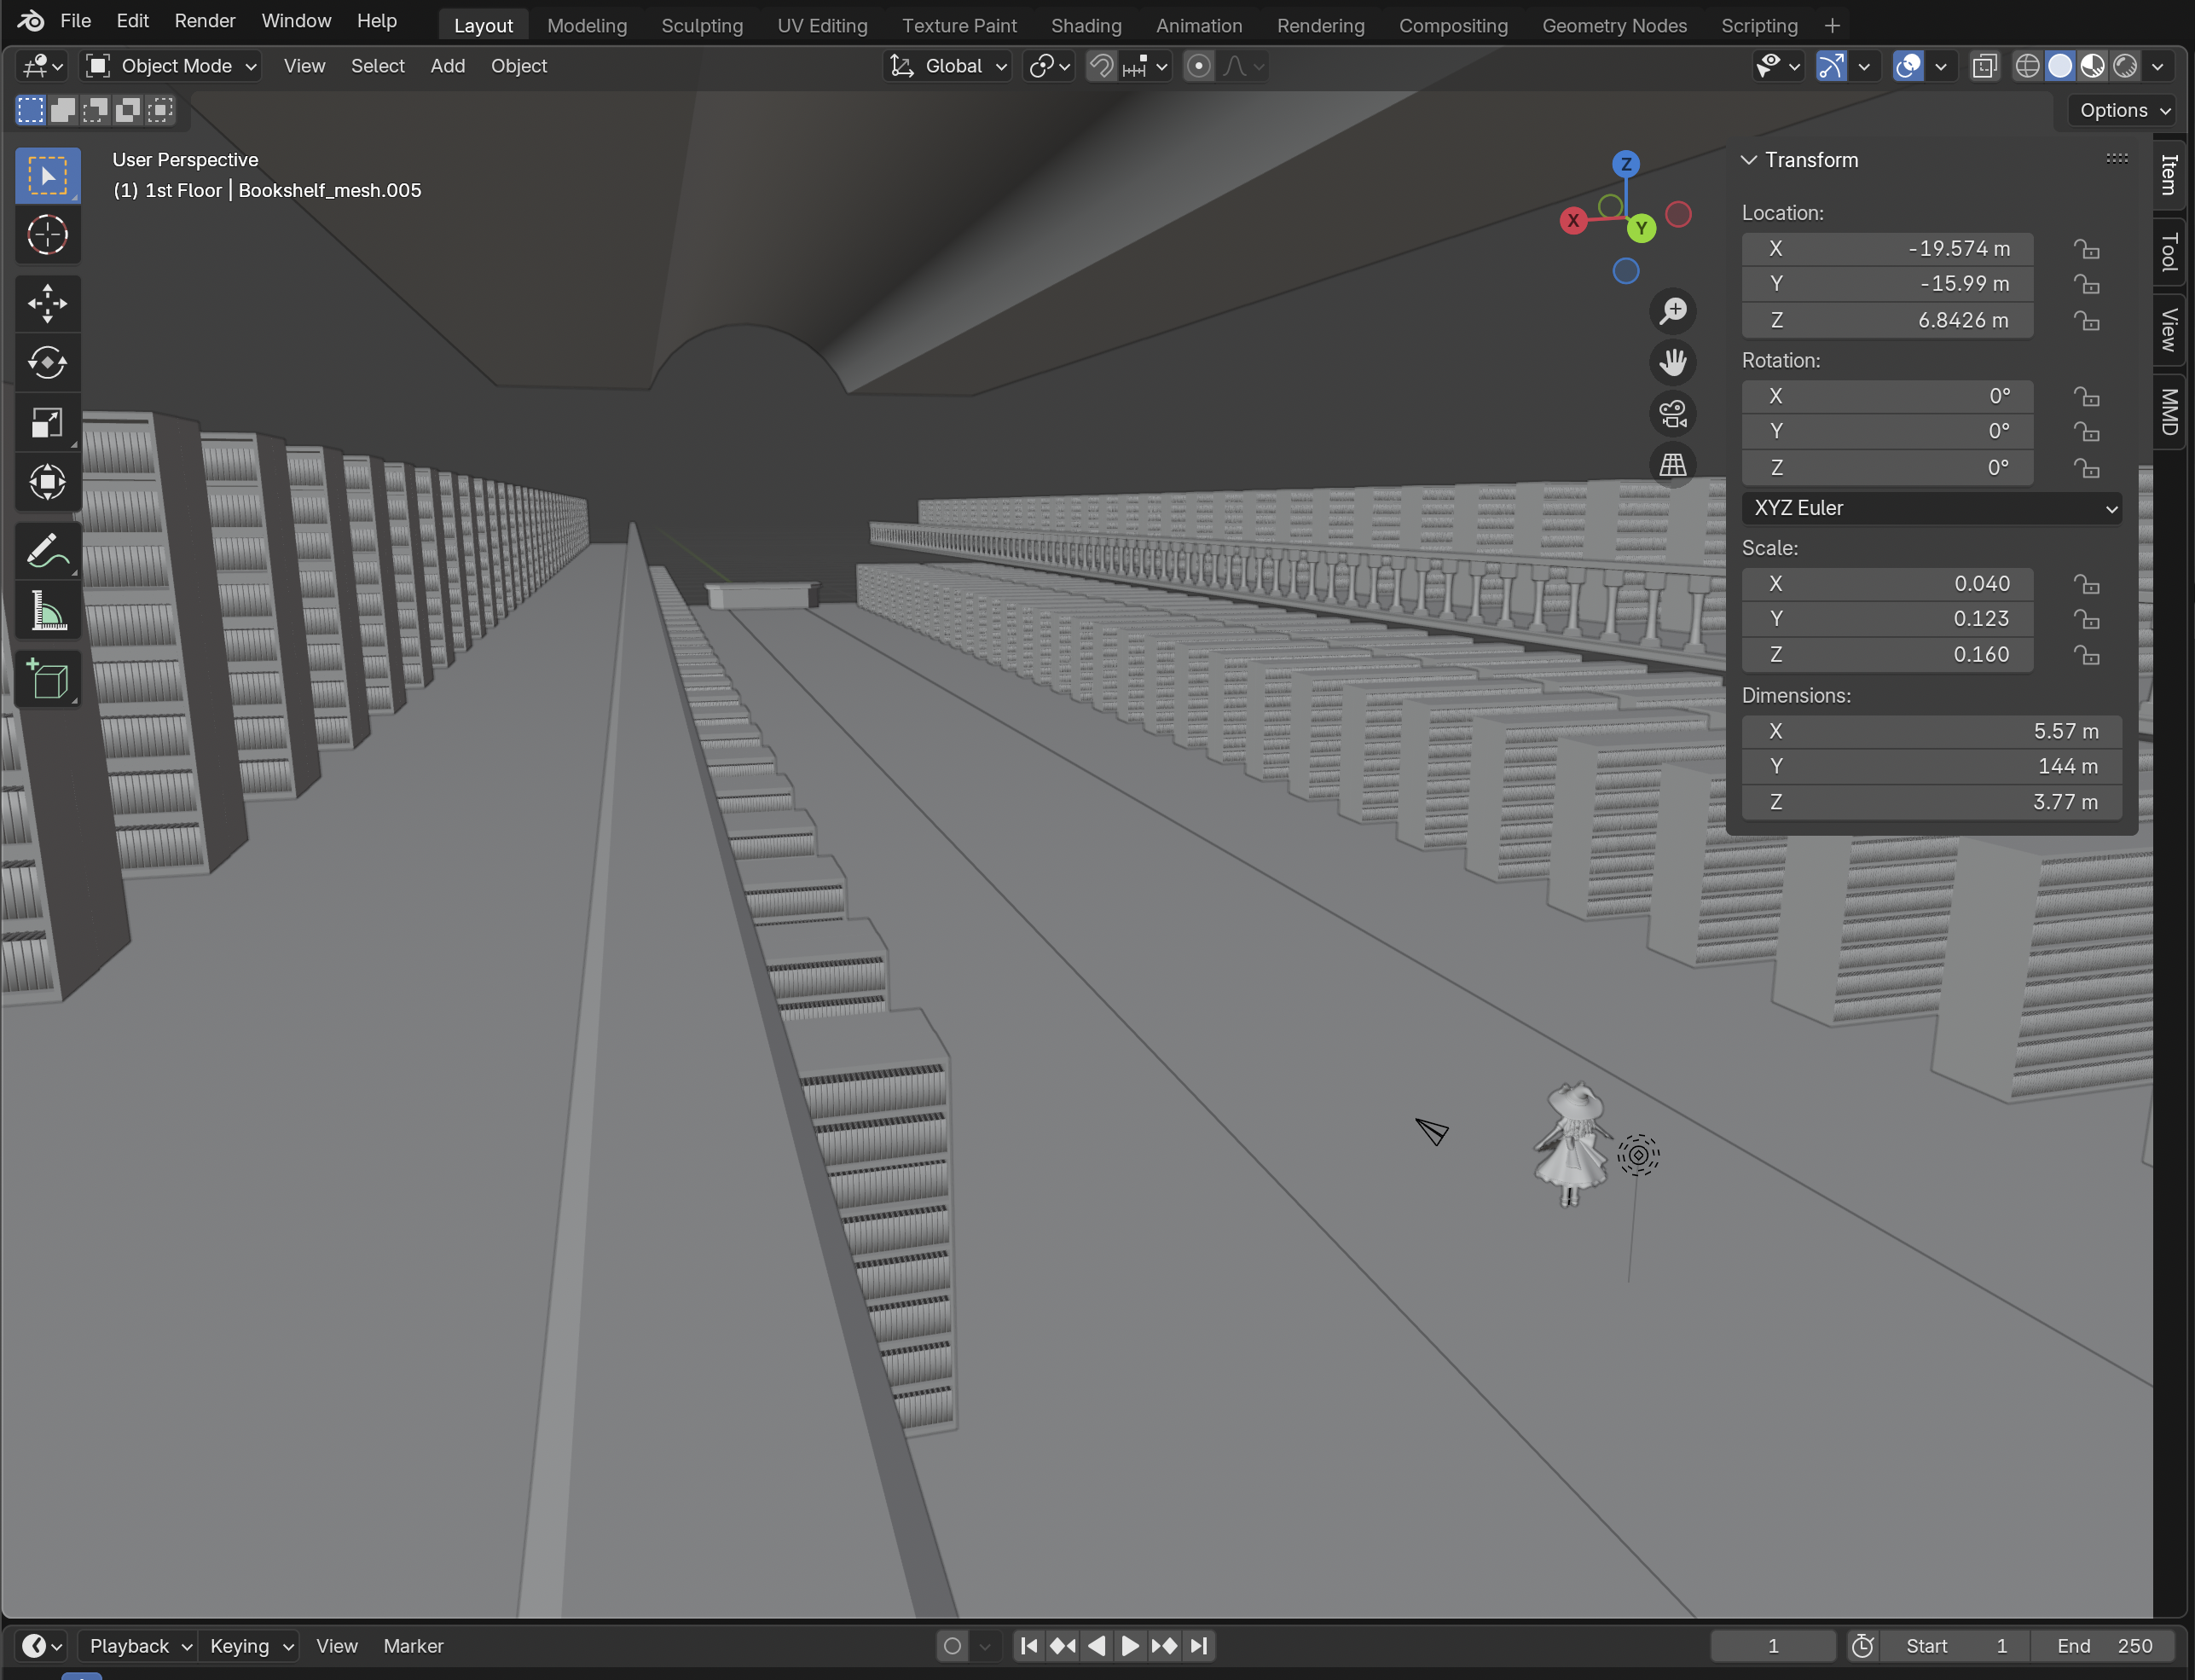 File Edit Render Window Help Layout Modeling Sculpting UV Editing Texture Paint Shading Animation Rendering Compositing Geometry Nodes Scripting +
Object Mode View Select Add Object Global
Options
User Perspective
(1) 1st Floor | Bookshelf_mesh.005
Z
X
Y
Transform
Location:
X -19.574 m
Y -15.99 m
Z 6.8426 m
Rotation:
X 0°
Y 0°
Z 0°
XYZ Euler
Scale:
X 0.040
Y 0.123
Z 0.160
Dimensions:
X 5.57 m
Y 144 m
Z 3.77 m
Item
Tool
View
MMD
Playback Keying View Marker 1 Start 1 End 250